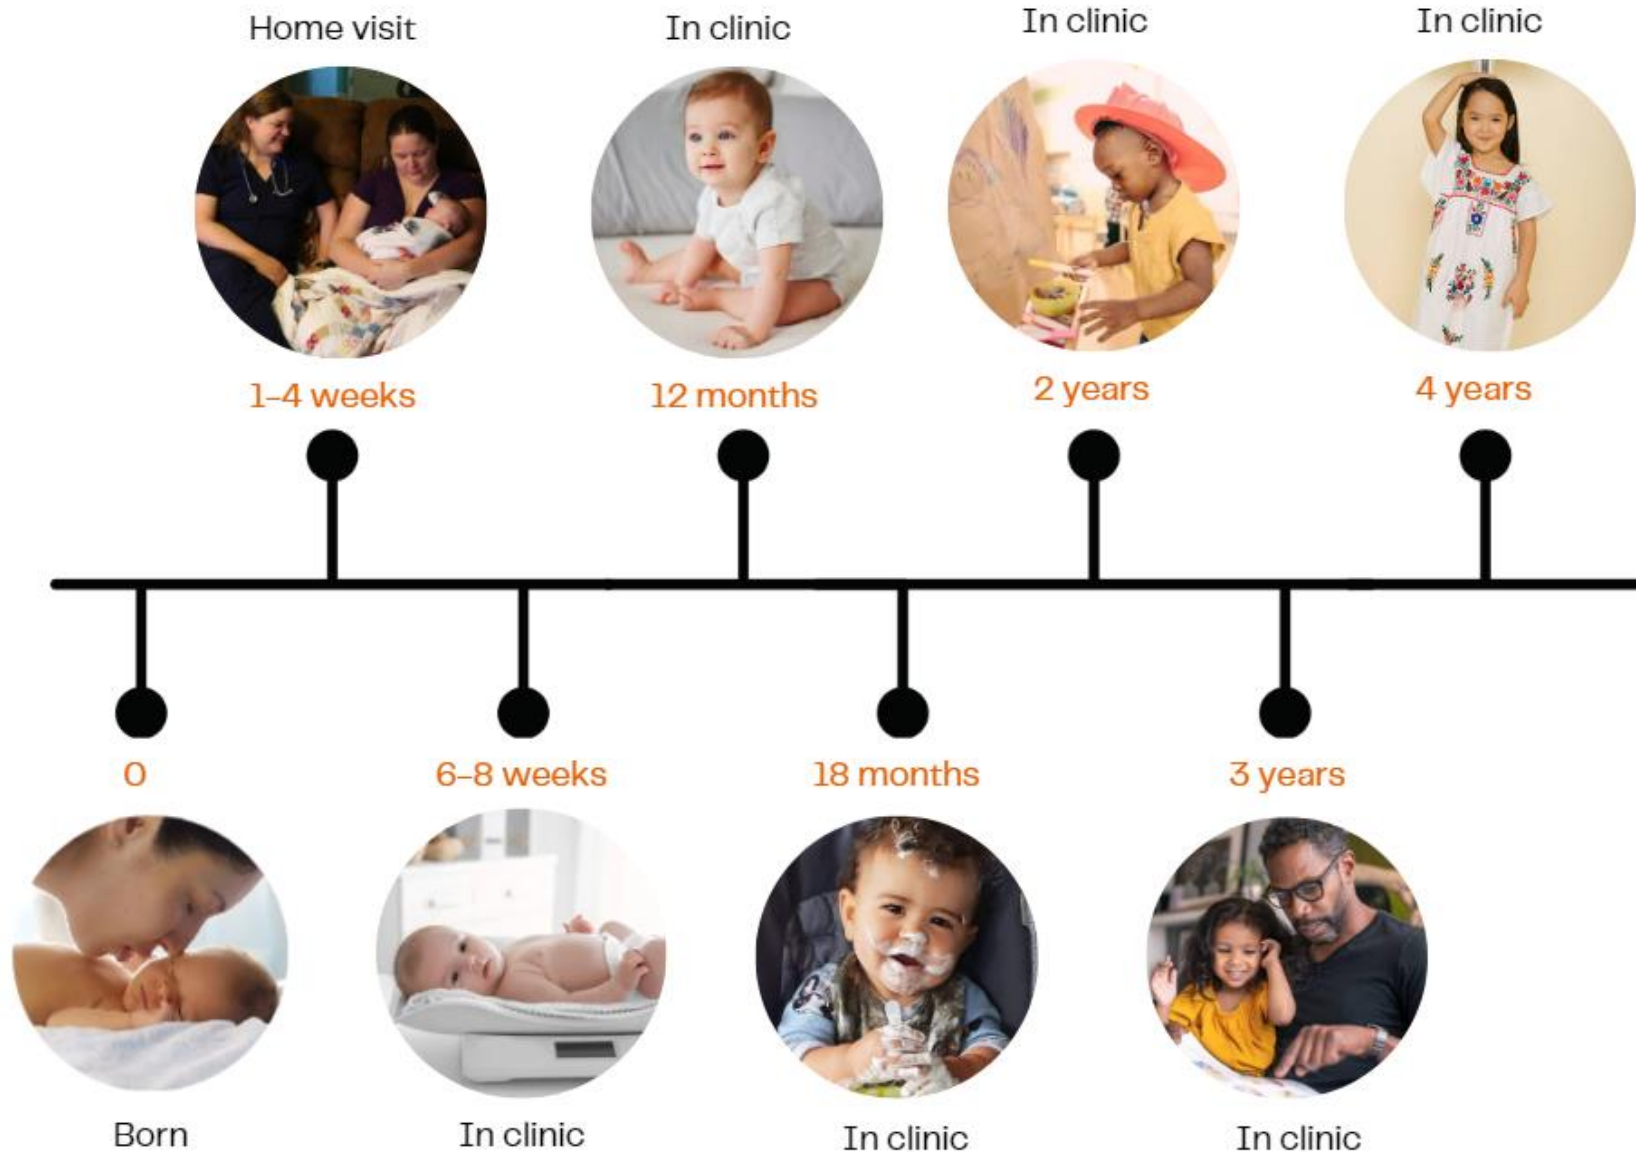 Home visit
In clinic
In clinic
In clinic
1-4 weeks
12 months
2 years
4 years
0
6-8 weeks
18 months
3 years
Born
In clinic
In clinic
In clinic